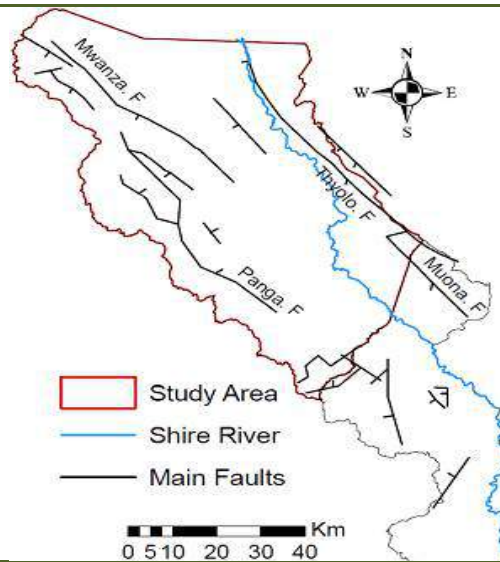 N
W E
S
Mwanza. F
Thyolo. F
Muona. F
Panga. F
Study Area
Shire River
Main Faults
Km
0 5 10 20 30 40